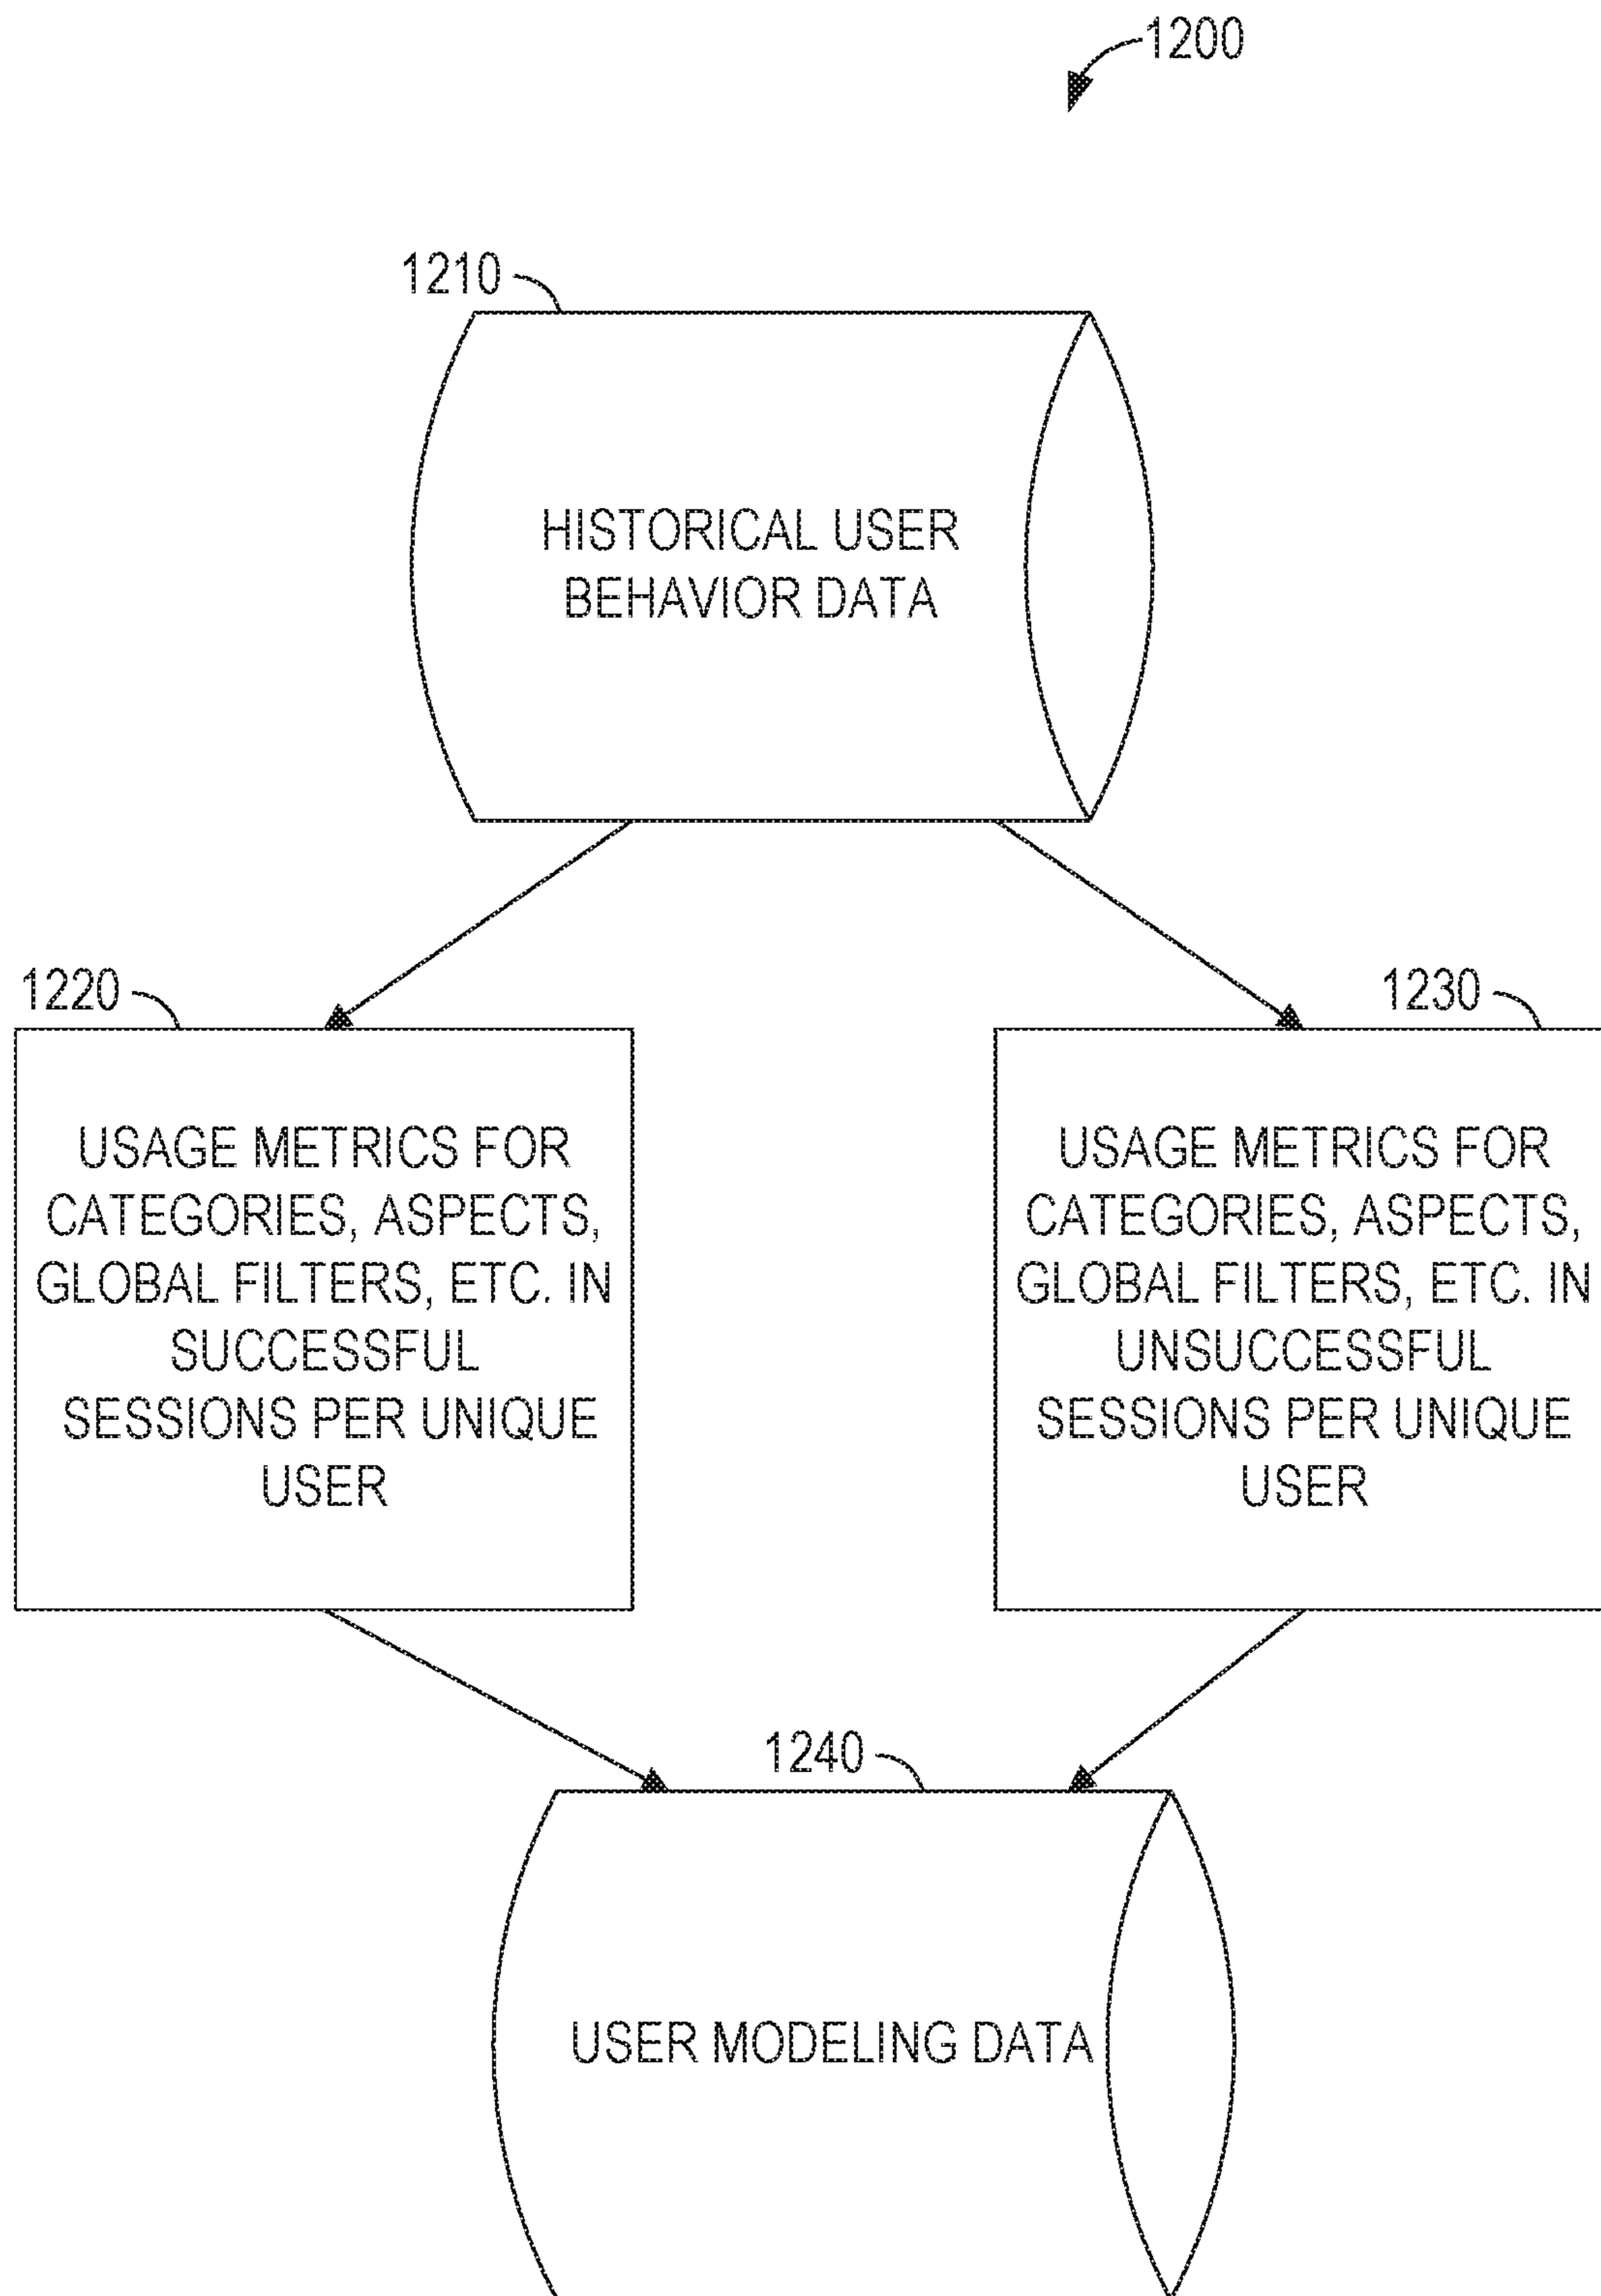 1200
1210
HISTORICAL USER
BEHAVIOR DATA
1220
USAGE METRICS FOR
CATEGORIES, ASPECTS,
GLOBAL FILTERS, ETC. IN
SUCCESSFUL
SESSIONS PER UNIQUE
USER
1230
USAGE METRICS FOR
CATEGORIES, ASPECTS,
GLOBAL FILTERS, ETC. IN
UNSUCCESSFUL
SESSIONS PER UNIQUE
USER
1240
USER MODELING DATA